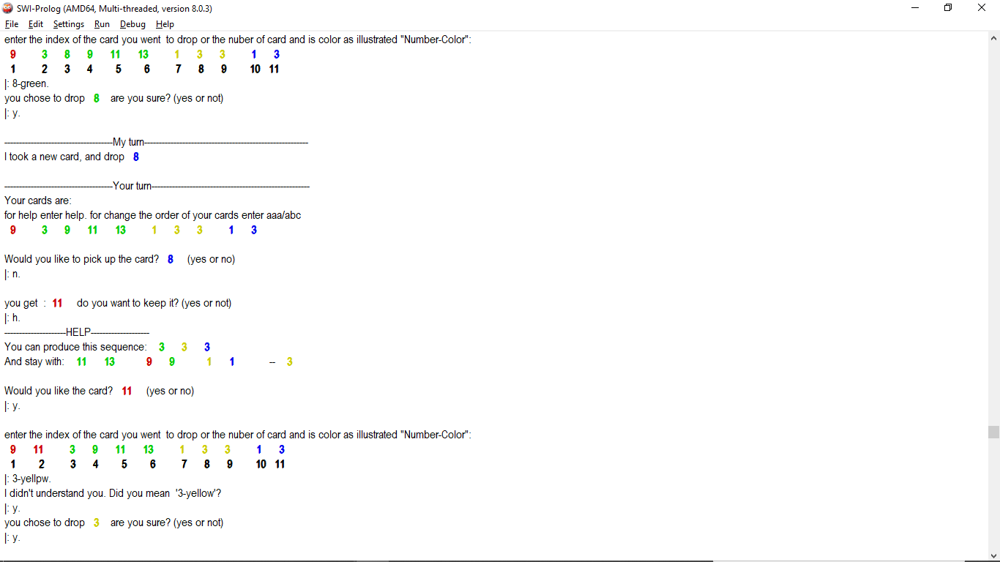 SWI-Prolog (AMD64, Multi-threaded, version 8.0.3)
File Edit Settings Run Debug Help
enter the index of the card you went  to drop or the nuber of card and is color as illustrated "Number-Color":
9 3 8 9 11 13 1 3 3 1 3
1 2 3 4 5 6 7 8 9 10 11
|: 8-green.
you chose to drop 8 are you sure? (yes or not)
|: y.
-------------------------------------My turn--------------------------------------------------------
I took a new card, and drop 8
-------------------------------------Your turn------------------------------------------------------
Your cards are:
for help enter help. for change the order of your cards enter aaa/abc
9 3 9 11 13 1 3 3 1 3
Would you like to pick up the card? 8 (yes or no)
|: n.
you get : 11 do you want to keep it? (yes or not)
|: h.
---------------------HELP--------------------
You can produce this sequence: 3 3 3
And stay with: 11 13 9 9 1 1 -- 3
Would you like the card? 11 (yes or no)
|: y.
enter the index of the card you went  to drop or the nuber of card and is color as illustrated "Number-Color":
9 11 3 9 11 13 1 3 3 1 3
1 2 3 4 5 6 7 8 9 10 11
|: 3-yellpw.
I didn't understand you. Did you mean  '3-yellow'?
|: y.
you chose to drop 3 are you sure? (yes or not)
|: y.